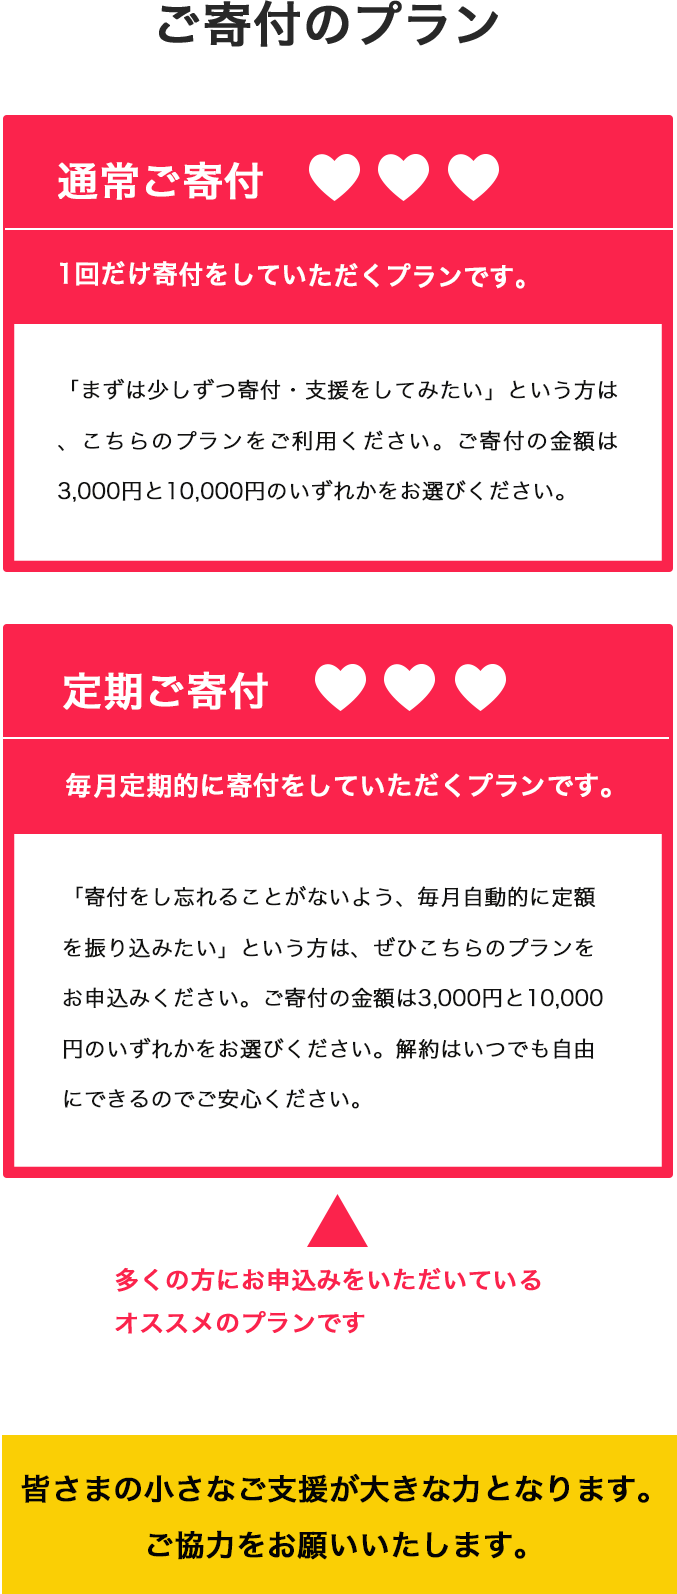 ご寄付のプラン
通常ご寄付
1回だけ寄付をしていただくプランです。
「まずは少しずつ寄付・支援をしてみたい」という方は
、こちらのプランをご利用ください。ご寄付の金額は
3,000円と10,000円のいずれかをお選びください。
定期ご寄付
毎月定期的に寄付をしていただくプランです。
「寄付をし忘れることがないよう、毎月自動的に定額
を振り込みたい」という方は、ぜひこちらのプランを
お申込みください。ご寄付の金額は3,000円と10,000
円のいずれかをお選びください。解約はいつでも自由
にできるのでご安心ください。
多くの方にお申込みをいただいている
オススメのプランです
皆さまの小さなご支援が大きな力となります。
ご協力をお願いいたします。